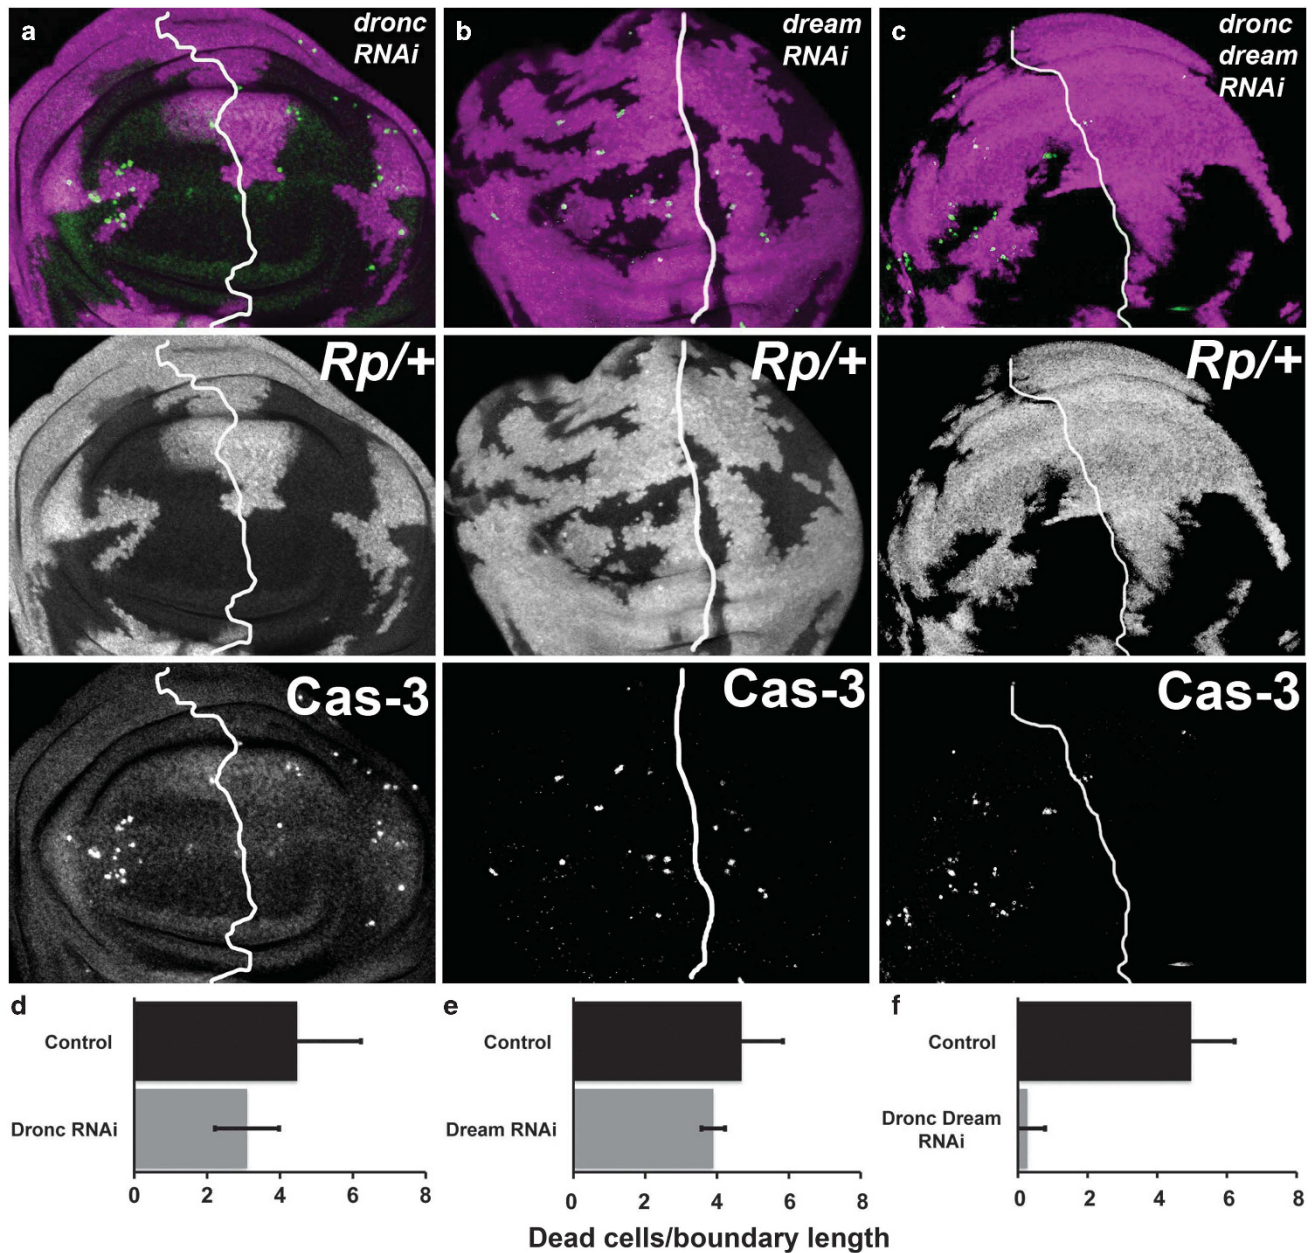 a
dronc
RNAi
b
dream
RNAi
c
dronc
dream
RNAi
Rp/+
Rp/+
Rp/+
Cas-3
Cas-3
Cas-3
d
Control
Dronc RNAi
0 2 4 6 8
e
Control
Dream RNAi
0 2 4 6 8
f
Control
Dronc Dream
RNAi
0 2 4 6 8
Dead cells/boundary length